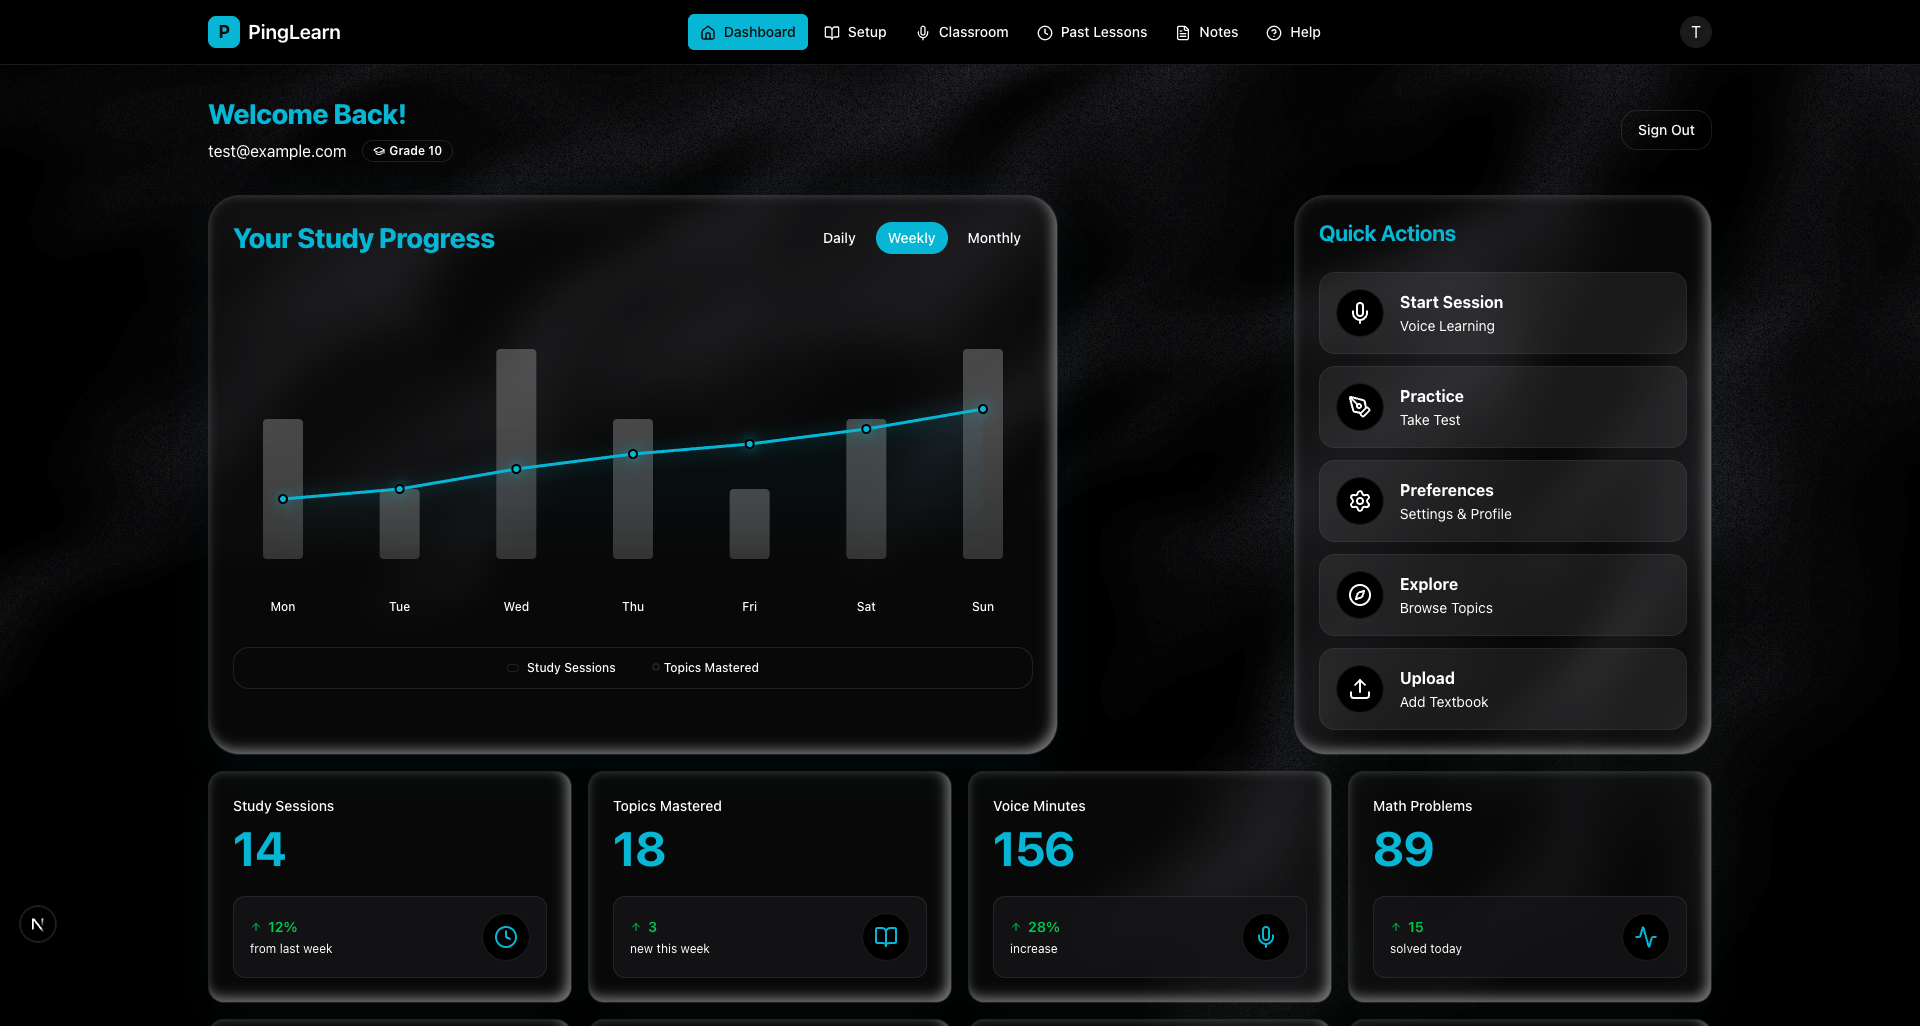 P PingLearn
Dashboard Setup Classroom Past Lessons Notes Help
T
Welcome Back!
test@example.com Grade 10
Sign Out
Your Study Progress
Daily Weekly Monthly
Mon Tue Wed Thu Fri Sat Sun
Study Sessions Topics Mastered
Quick Actions
Start Session
Voice Learning
Practice
Take Test
Preferences
Settings & Profile
Explore
Browse Topics
Upload
Add Textbook
Study Sessions
14
12%
from last week
Topics Mastered
18
3
new this week
Voice Minutes
156
28%
increase
Math Problems
89
15
solved today
N